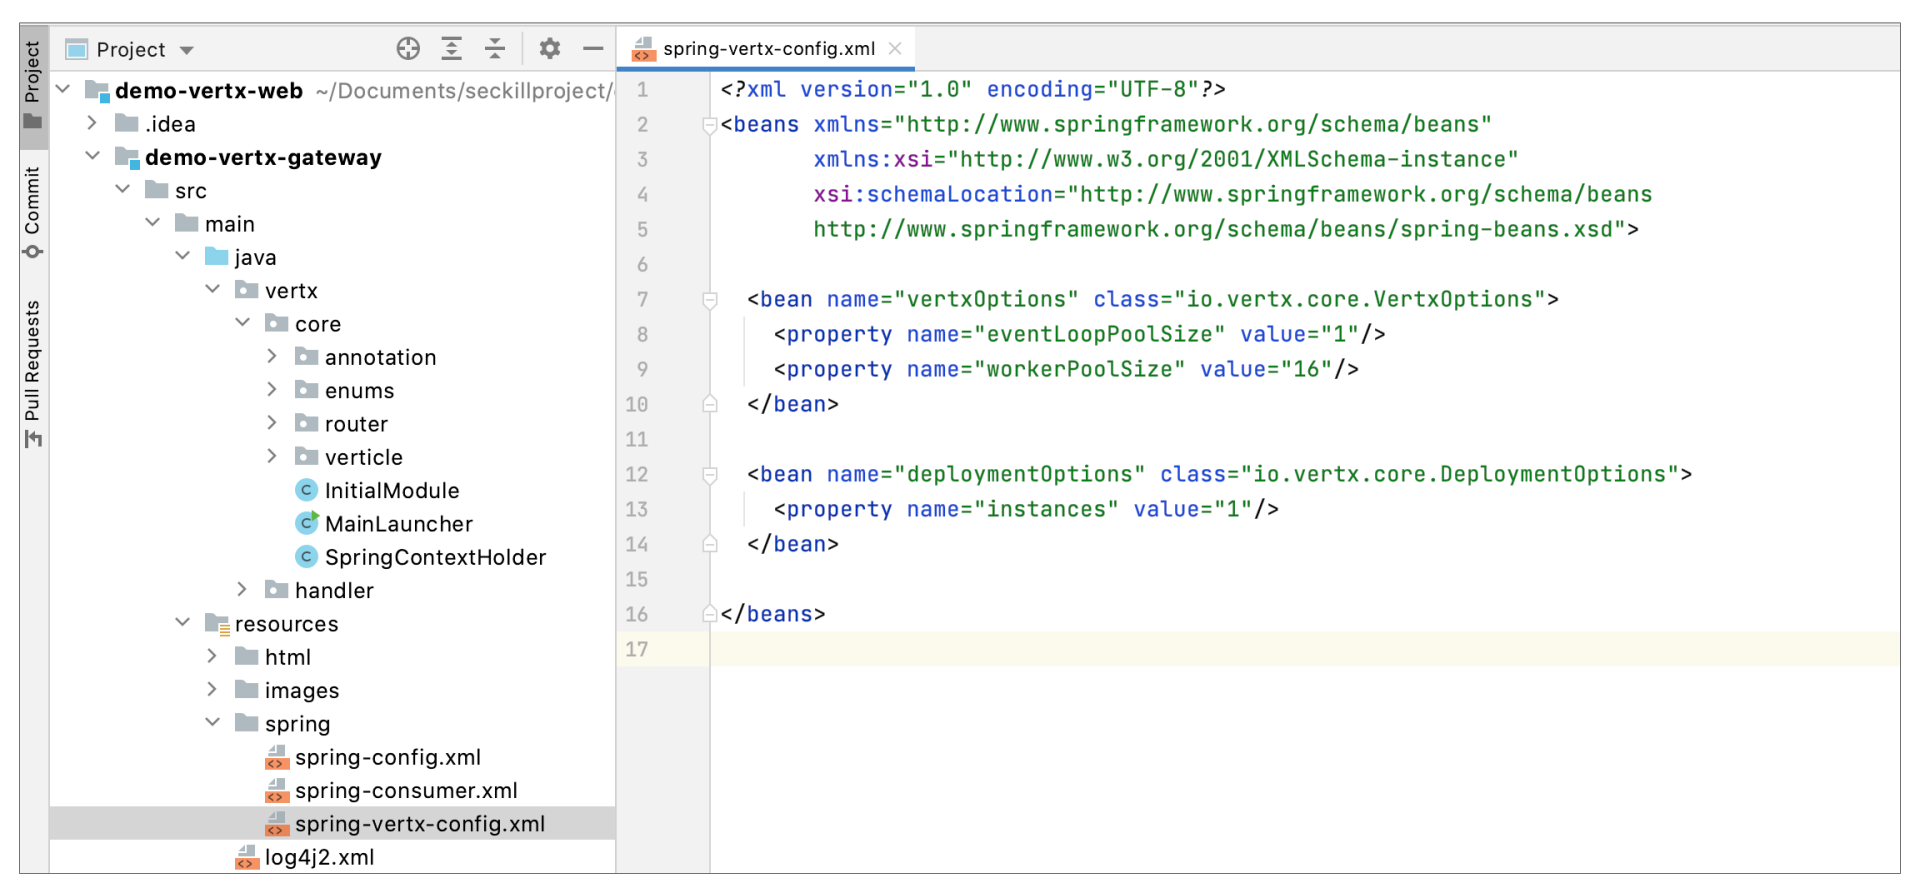 Project
Commit
Pull Requests
Project
demo-vertx-web ~/Documents/seckillproject/
.idea
demo-vertx-gateway
src
main
java
vertx
core
annotation
enums
router
verticle
InitialModule
MainLauncher
SpringContextHolder
handler
resources
html
images
spring
spring-config.xml
spring-consumer.xml
spring-vertx-config.xml
log4j2.xml
spring-vertx-config.xml
1 <?xml version="1.0" encoding="UTF-8"?>
2 <beans xmlns="http://www.springframework.org/schema/beans"
3 xmlns:xsi="http://www.w3.org/2001/XMLSchema-instance"
4 xsi:schemaLocation="http://www.springframework.org/schema/beans
5 http://www.springframework.org/schema/beans/spring-beans.xsd">
6
7 <bean name="vertxOptions" class="io.vertx.core.VertxOptions">
8 <property name="eventLoopPoolSize" value="1"/>
9 <property name="workerPoolSize" value="16"/>
10 </bean>
11
12 <bean name="deploymentOptions" class="io.vertx.core.DeploymentOptions">
13 <property name="instances" value="1"/>
14 </bean>
15
16 </beans>
17